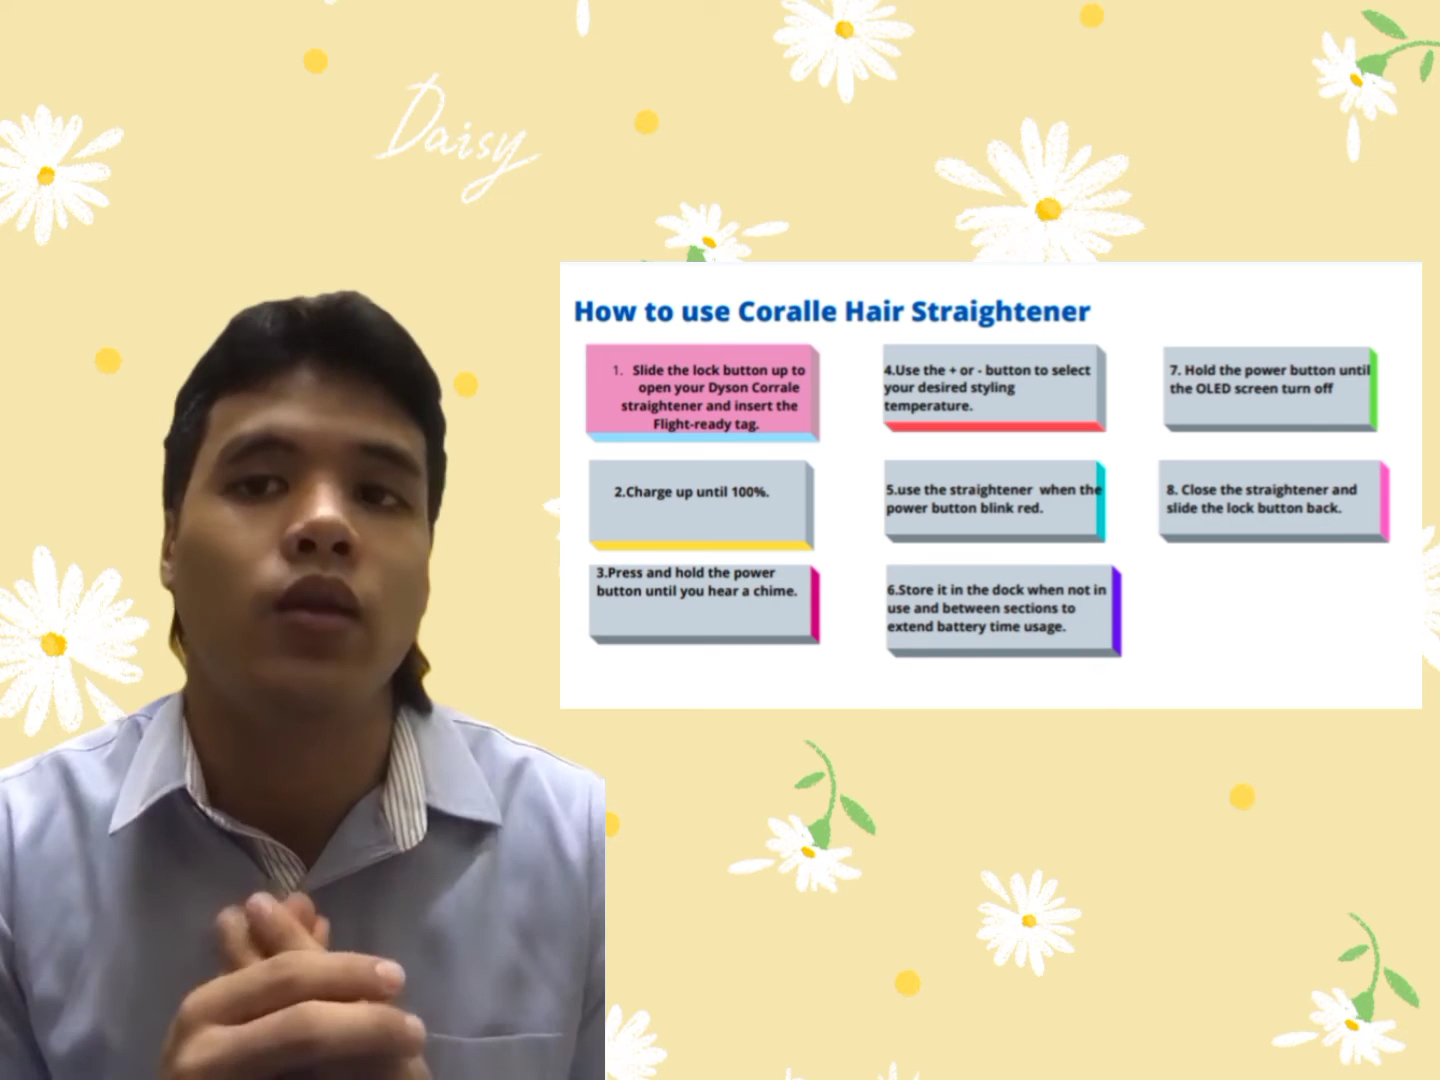 Daisy
How to use Coralle Hair Straightener
1. Slide the lock button up to
open your Dyson Corrale
straightener and insert the
Flight-ready tag.
2.Charge up until 100%.
3.Press and hold the power
button until you hear a chime.
4.Use the + or - button to select
your desired styling
temperature.
5.use the straightener when the
power button blink red.
6.Store it in the dock when not in
use and between sections to
extend battery time usage.
7. Hold the power button until
the OLED screen turn off
8. Close the straightener and
slide the lock button back.